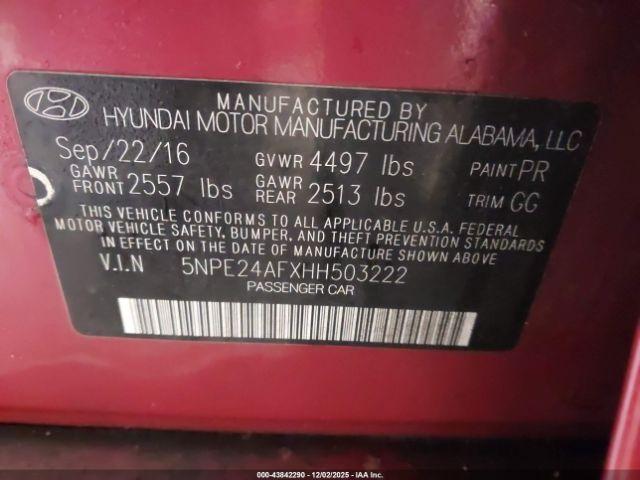 MANUFACTURED BY
HYUNDAI MOTOR MANUFACTURING ALABAMA, LLC
Sep/22/16 GVWR 4497 lbs PAINT PR
GAWR FRONT 2557 lbs GAWR REAR 2513 lbs TRIM GG
THIS VEHICLE CONFORMS TO ALL APPLICABLE U.S.A. FEDERAL
MOTOR VEHICLE SAFETY, BUMPER, AND THEFT PREVENTION STANDARDS
IN EFFECT ON THE DATE OF MANUFACTURE SHOWN ABOVE.
V.I.N 5NPE24AFXHH503222
PASSENGER CAR
000-43842290 - 12/02/2025 - IAAI